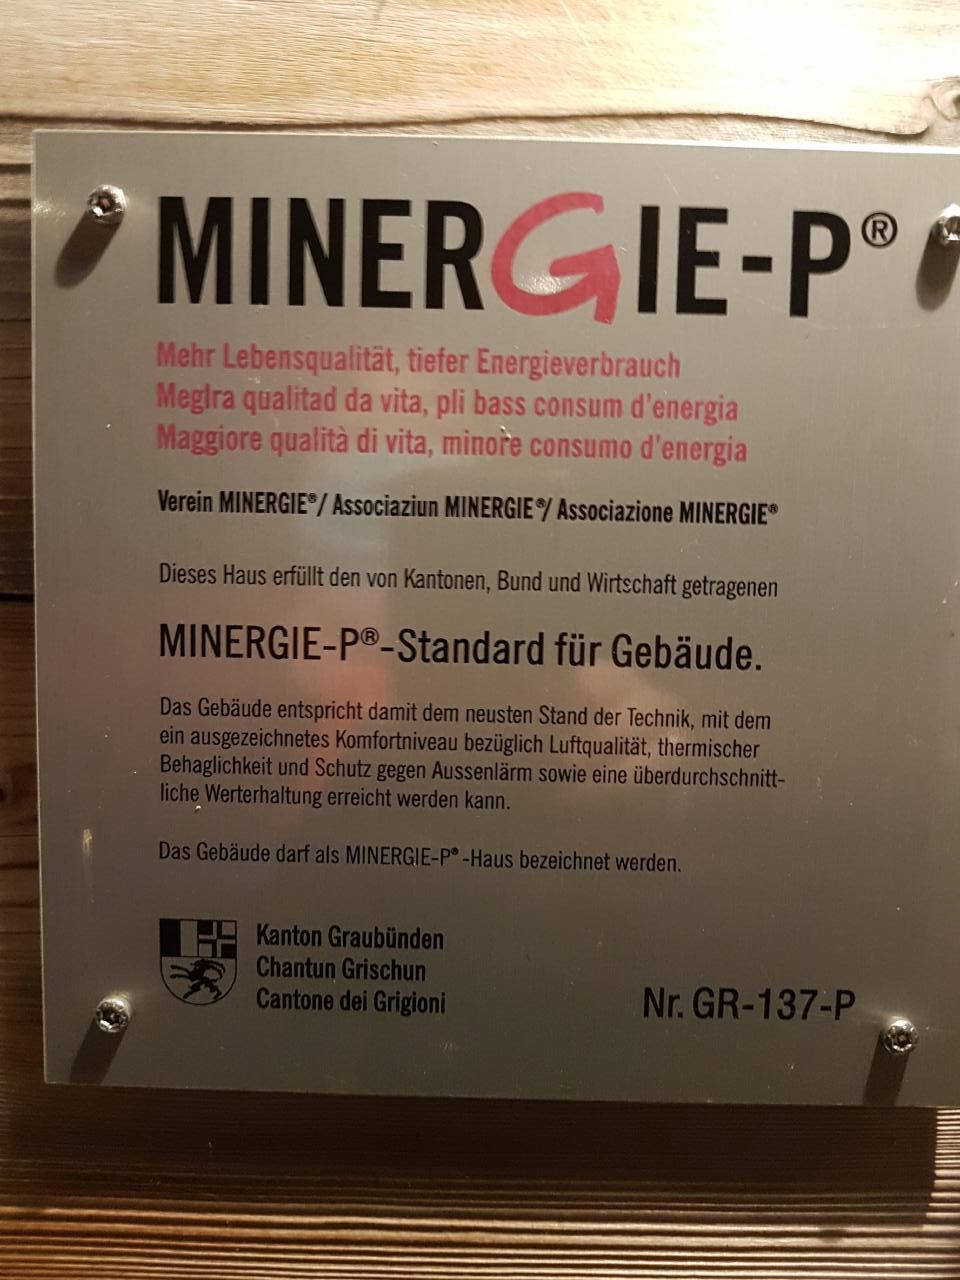 MINERGIE-P®
Mehr Lebensqualität, tiefer Energieverbrauch
Meglra qualitad da vita, pli bass consum d'energia
Maggiore qualità di vita, minore consumo d'energia
Verein MINERGIE®/ Associaziun MINERGIE®/ Associazione MINERGIE®
Dieses Haus erfüllt den von Kantonen, Bund und Wirtschaft getragenen
MINERGIE-P®-Standard für Gebäude.
Das Gebäude entspricht damit dem neusten Stand der Technik, mit dem
ein ausgezeichnetes Komfortniveau bezüglich Luftqualität, thermischer
Behaglichkeit und Schutz gegen Aussenlärm sowie eine überdurchschnitt-
liche Werterhaltung erreicht werden kann.
Das Gebäude darf als MINERGIE-P®-Haus bezeichnet werden.
Kanton Graubünden
Chantun Grischun
Cantone dei Grigioni
Nr. GR-137-P